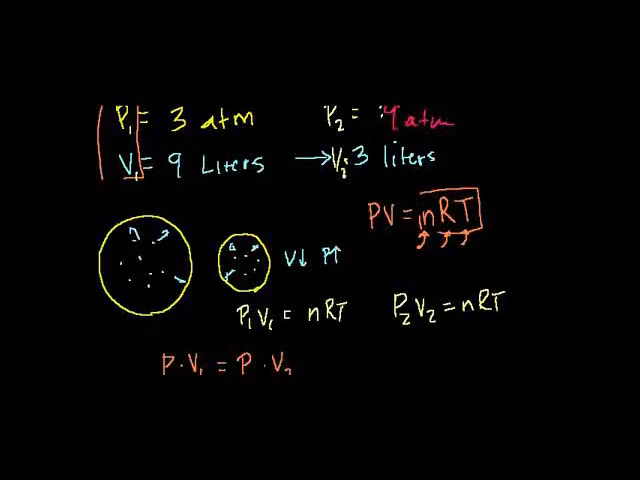 P₁ = 3 atm
P₂ = 4 atm
V₁ = 9 Liters → V₂ 3 liters
PV = nRT
V↓ P↑
P₁V₁ = nRT
P₂V₂ = nRT
P·V₁ = P·V₂